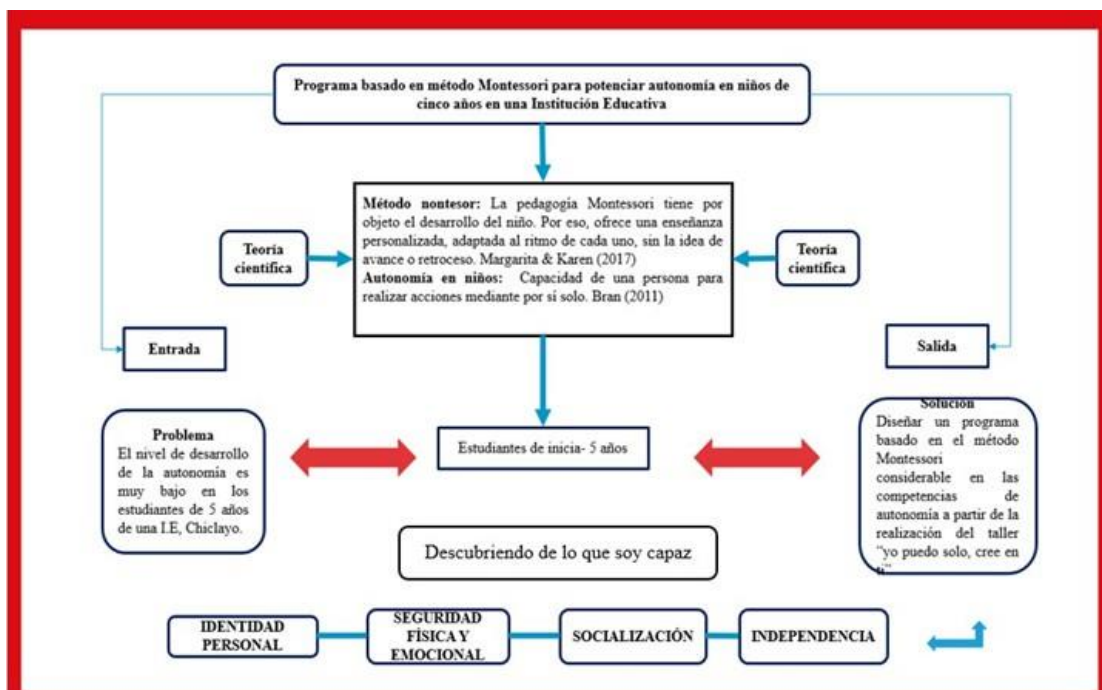 Programa basado en método Montessori para potenciar autonomía en niños de
cinco años en una Institución Educativa
Método nontesor: La pedagogía Montessori tiene por
objeto el desarrollo del niño. Por eso, ofrece una enseñanza
personalizada, adaptada al ritmo de cada uno, sin la idea de
avance o retroceso. Margarita & Karen (2017)
Autonomía en niños: Capacidad de una persona para
realizar acciones mediante por sí solo. Bran (2011)
Teoría
científica
Teoría
científica
Entrada
Salida
Problema
El nivel de desarrollo
de la autonomía es
muy bajo en los
estudiantes de 5 años
de una I.E, Chiclayo.
Estudiantes de inicia- 5 años
Solución
Diseñar un programa
basado en el método
Montessori
considerable en las
competencias de
autonomía a partir de la
realización del taller
"yo puedo solo, cree en
ti"
Descubriendo de lo que soy capaz
IDENTIDAD
PERSONAL
SEGURIDAD
FÍSICA Y
EMOCIONAL
SOCIALIZACIÓN
INDEPENDENCIA